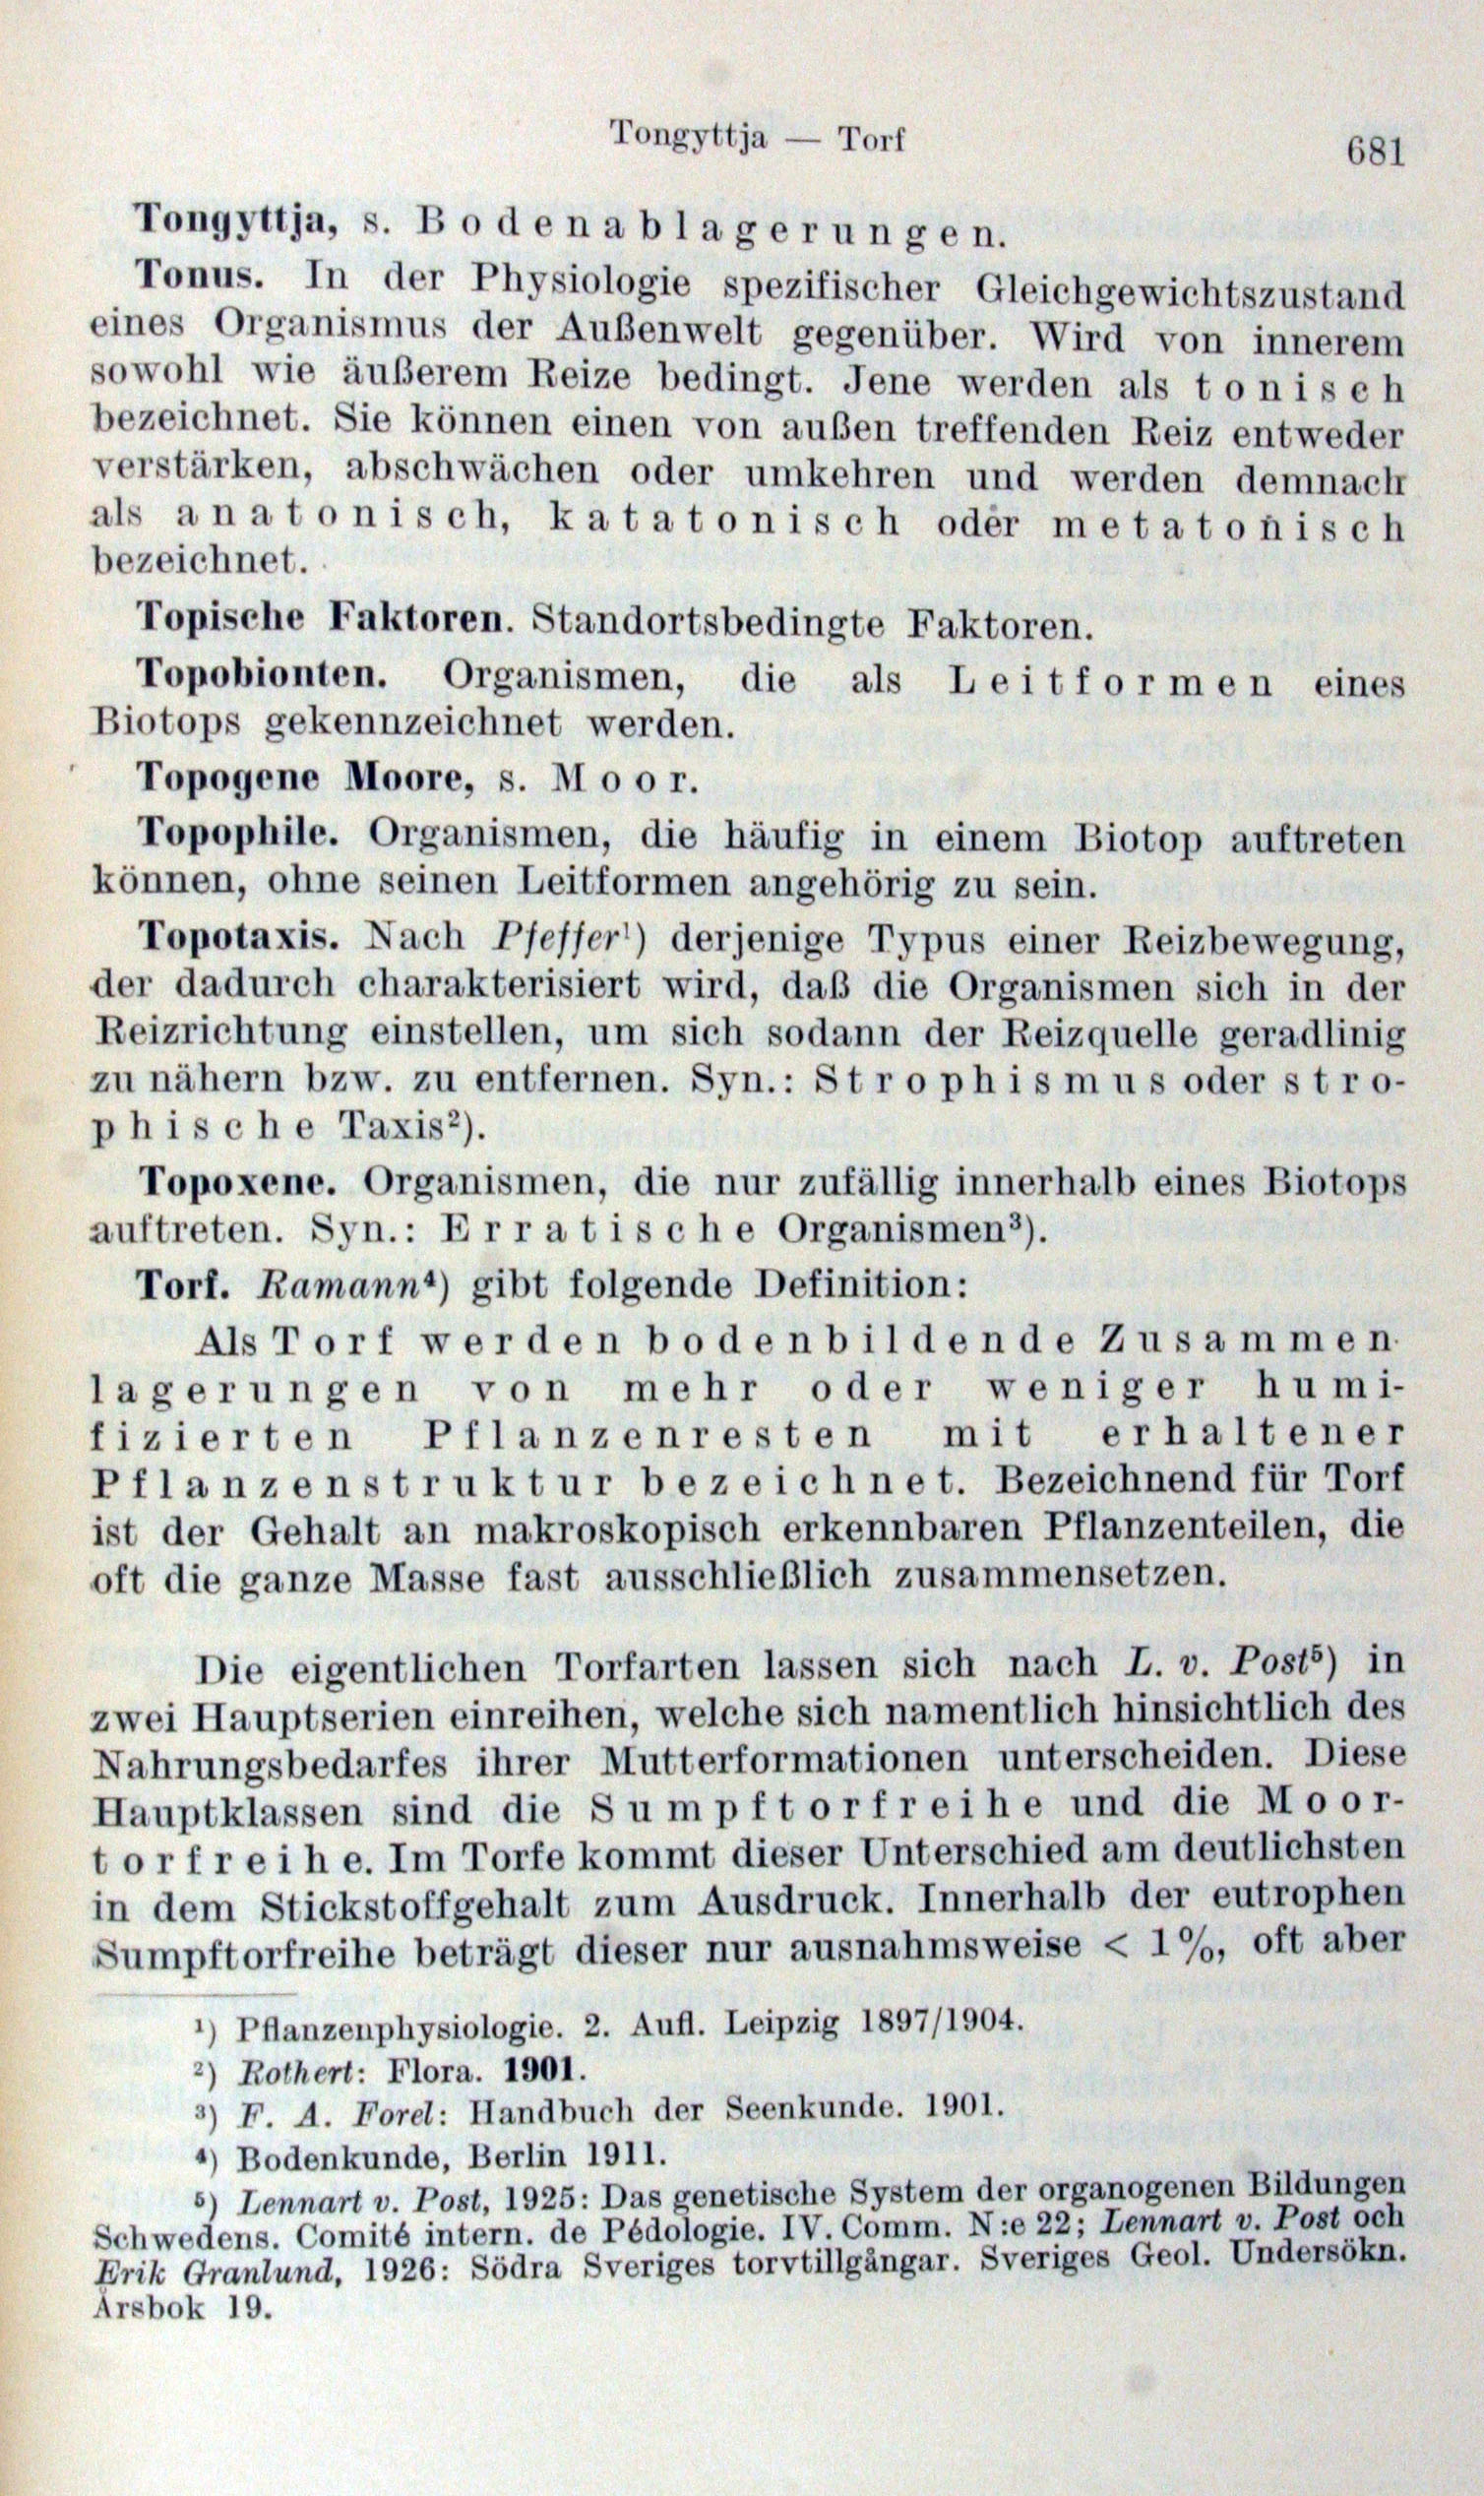 Tongyttja — Torf
681
Tongyttja, s. Bodenablagerungen.
Tonus. In der Physiologie spezifischer Gleichgewichtszustand
eines Organismus der Außenwelt gegenüber. Wird von innerem
sowohl wie äußerem Reize bedingt. Jene werden als tonisch
bezeichnet. Sie können einen von außen treffenden Reiz entweder
verstärken, abschwächen oder umkehren und werden demnach
als anatonisch, katatonisch oder metatonisch
bezeichnet.
Topische Faktoren. Standortsbedingte Faktoren.
Topobionten. Organismen, die als Leitformen eines
Biotops gekennzeichnet werden.
Topogene Moore, s. Moor.
Topophile. Organismen, die häufig in einem Biotop auftreten
können, ohne seinen Leitformen angehörig zu sein.
Topotaxis. Nach Pfeffer¹) derjenige Typus einer Reizbewegung,
der dadurch charakterisiert wird, daß die Organismen sich in der
Reizrichtung einstellen, um sich sodann der Reizquelle geradlinig
zu nähern bzw. zu entfernen. Syn.: Strophismus oder stro-
phische Taxis²).
Topoxene. Organismen, die nur zufällig innerhalb eines Biotops
auftreten. Syn.: Erratische Organismen³).
Torf. Ramann⁴) gibt folgende Definition:
Als Torf werden bodenbildende Zusammen-
lagerungen von mehr oder weniger humi-
fizierten Pflanzenresten mit erhaltener
Pflanzenstruktur bezeichnet. Bezeichnend für Torf
ist der Gehalt an makroskopisch erkennbaren Pflanzenteilen, die
oft die ganze Masse fast ausschließlich zusammensetzen.
Die eigentlichen Torfarten lassen sich nach L. v. Post⁵) in
zwei Hauptserien einreihen, welche sich namentlich hinsichtlich des
Nahrungsbedarfes ihrer Mutterformationen unterscheiden. Diese
Hauptklassen sind die Sumpftorfreihe und die Moor-
torfreihe. Im Torfe kommt dieser Unterschied am deutlichsten
in dem Stickstoffgehalt zum Ausdruck. Innerhalb der eutrophen
Sumpftorfreihe beträgt dieser nur ausnahmsweise < 1%, oft aber
¹) Pflanzenphysiologie. 2. Aufl. Leipzig 1897/1904.
²) Rothert: Flora. 1901.
³) F. A. Forel: Handbuch der Seenkunde. 1901.
⁴) Bodenkunde, Berlin 1911.
⁵) Lennart v. Post, 1925: Das genetische System der organogenen Bildungen
Schwedens. Comité intern. de Pédologie. IV. Comm. N:e 22; Lennart v. Post och
Erik Granlund, 1926: Södra Sveriges torvtillgångar. Sveriges Geol. Undersökn.
Årsbok 19.